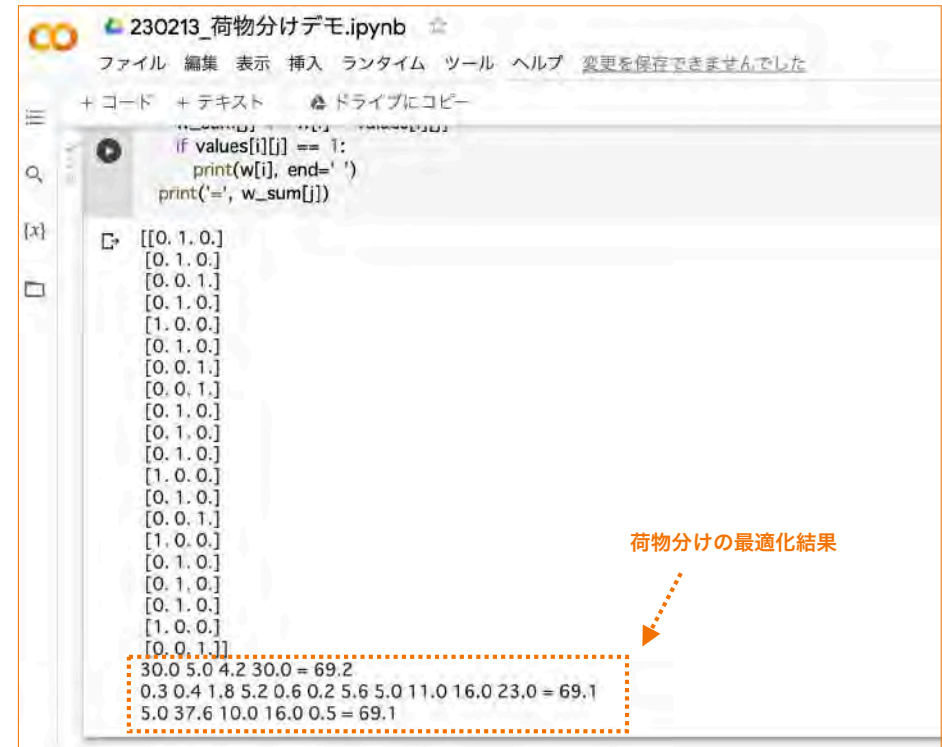 CO 230213_荷物分けデモ.ipynb
ファイル 編集 表示 挿入 ランタイム ツール ヘルプ 変更を保存できませんでした
+ コード + テキスト ドライブにコピー
if values[i][j] == 1:
print(w[i], end=' ')
print('=', w_sum[j])
{x}
[[0. 1. 0.]
[0. 1. 0.]
[0. 0. 1.]
[0. 1. 0.]
[1. 0. 0.]
[0. 1. 0.]
[0. 0. 1.]
[0. 0. 1.]
[0. 1. 0.]
[0. 1. 0.]
[0. 1. 0.]
[1. 0. 0.]
[0. 1. 0.]
[0. 0. 1.]
[1. 0. 0.]
[0. 1. 0.]
[0. 1. 0.]
[0. 1. 0.]
[1. 0. 0.]
[0. 0. 1.]]
荷物分けの最適化結果
30.0 5.0 4.2 30.0 = 69.2
0.3 0.4 1.8 5.2 0.6 0.2 5.6 5.0 11.0 16.0 23.0 = 69.1
5.0 37.6 10.0 16.0 0.5 = 69.1